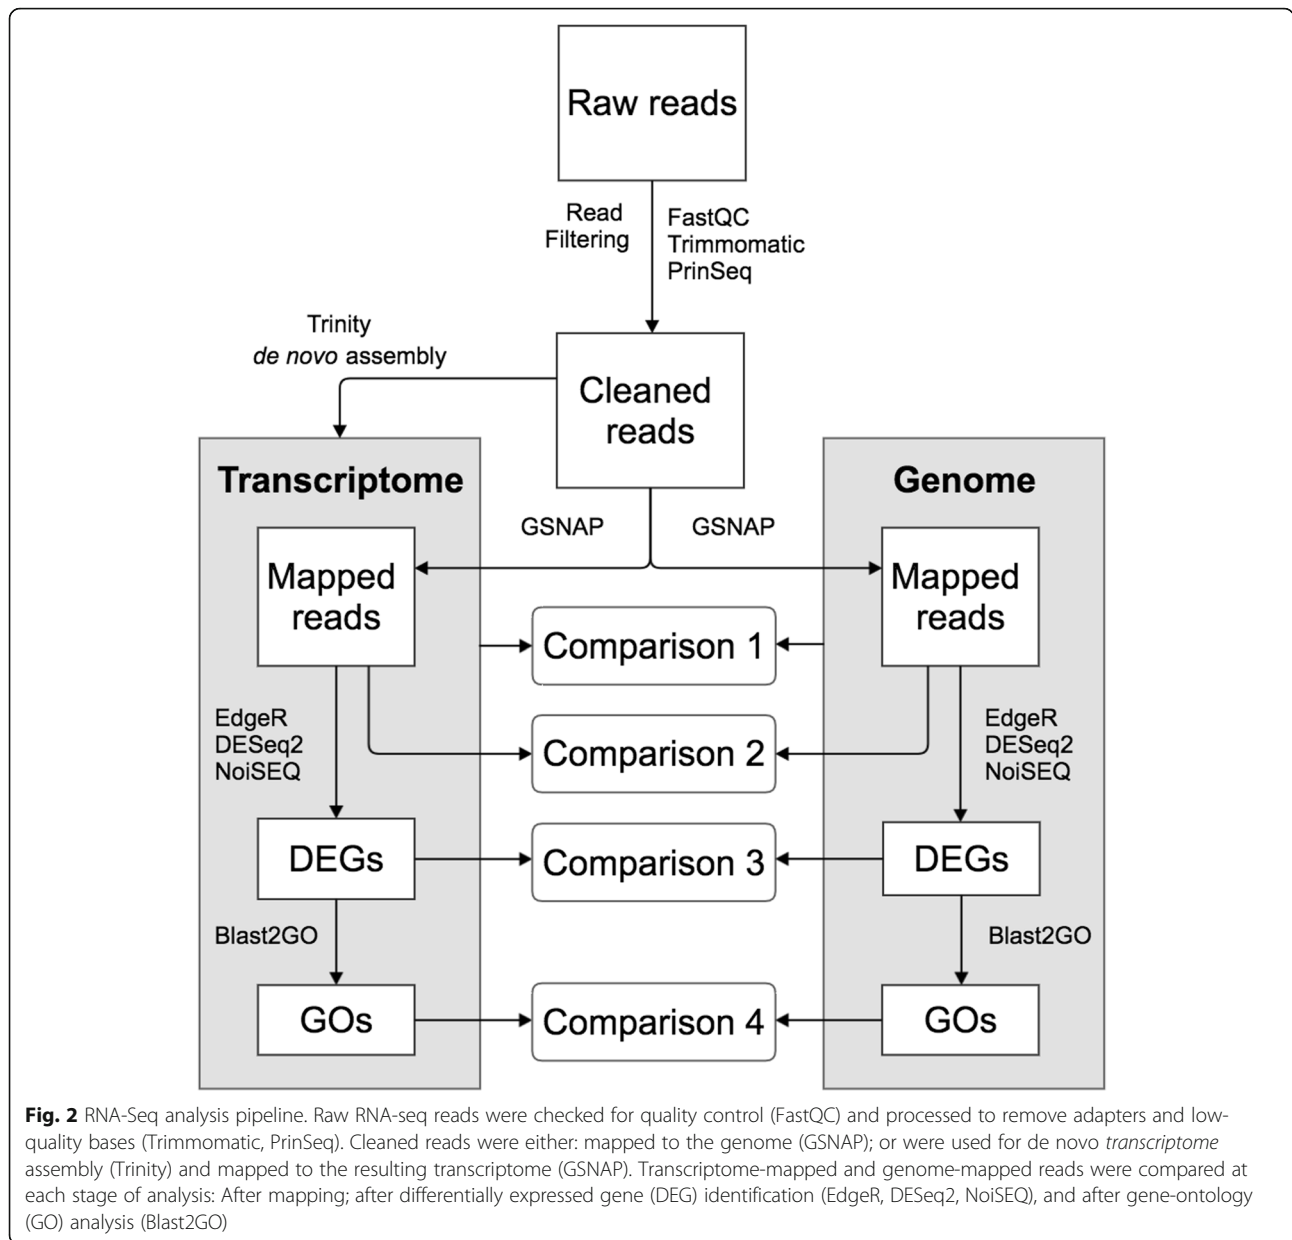 Raw reads
Read
Filtering
FastQC
Trimmomatic
PrinSeq
Trinity
de novo assembly
Cleaned
reads
Transcriptome
Genome
GSNAP
GSNAP
Mapped
reads
Mapped
reads
Comparison 1
EdgeR
DESeq2
NoiSEQ
Comparison 2
EdgeR
DESeq2
NoiSEQ
DEGs
Comparison 3
DEGs
Blast2GO
Blast2GO
GOs
Comparison 4
GOs
Fig. 2 RNA-Seq analysis pipeline. Raw RNA-seq reads were checked for quality control (FastQC) and processed to remove adapters and low-
quality bases (Trimmomatic, PrinSeq). Cleaned reads were either: mapped to the genome (GSNAP); or were used for de novo transcriptome
assembly (Trinity) and mapped to the resulting transcriptome (GSNAP). Transcriptome-mapped and genome-mapped reads were compared at
each stage of analysis: After mapping; after differentially expressed gene (DEG) identification (EdgeR, DESeq2, NoiSEQ), and after gene-ontology
(GO) analysis (Blast2GO)